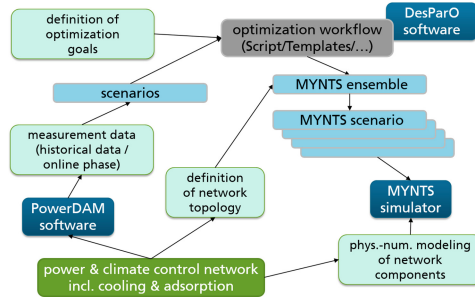 definition of
optimization
goals
optimization workflow
(Script/Templates/...)
DesParO
software
scenarios
MYNTS ensemble
MYNTS scenario
measurement data
(historical data /
online phase)
definition
of network
topology
PowerDAM
software
MYNTS
simulator
phys.-num. modeling
of network
components
power & climate control network
incl. cooling & adsorption